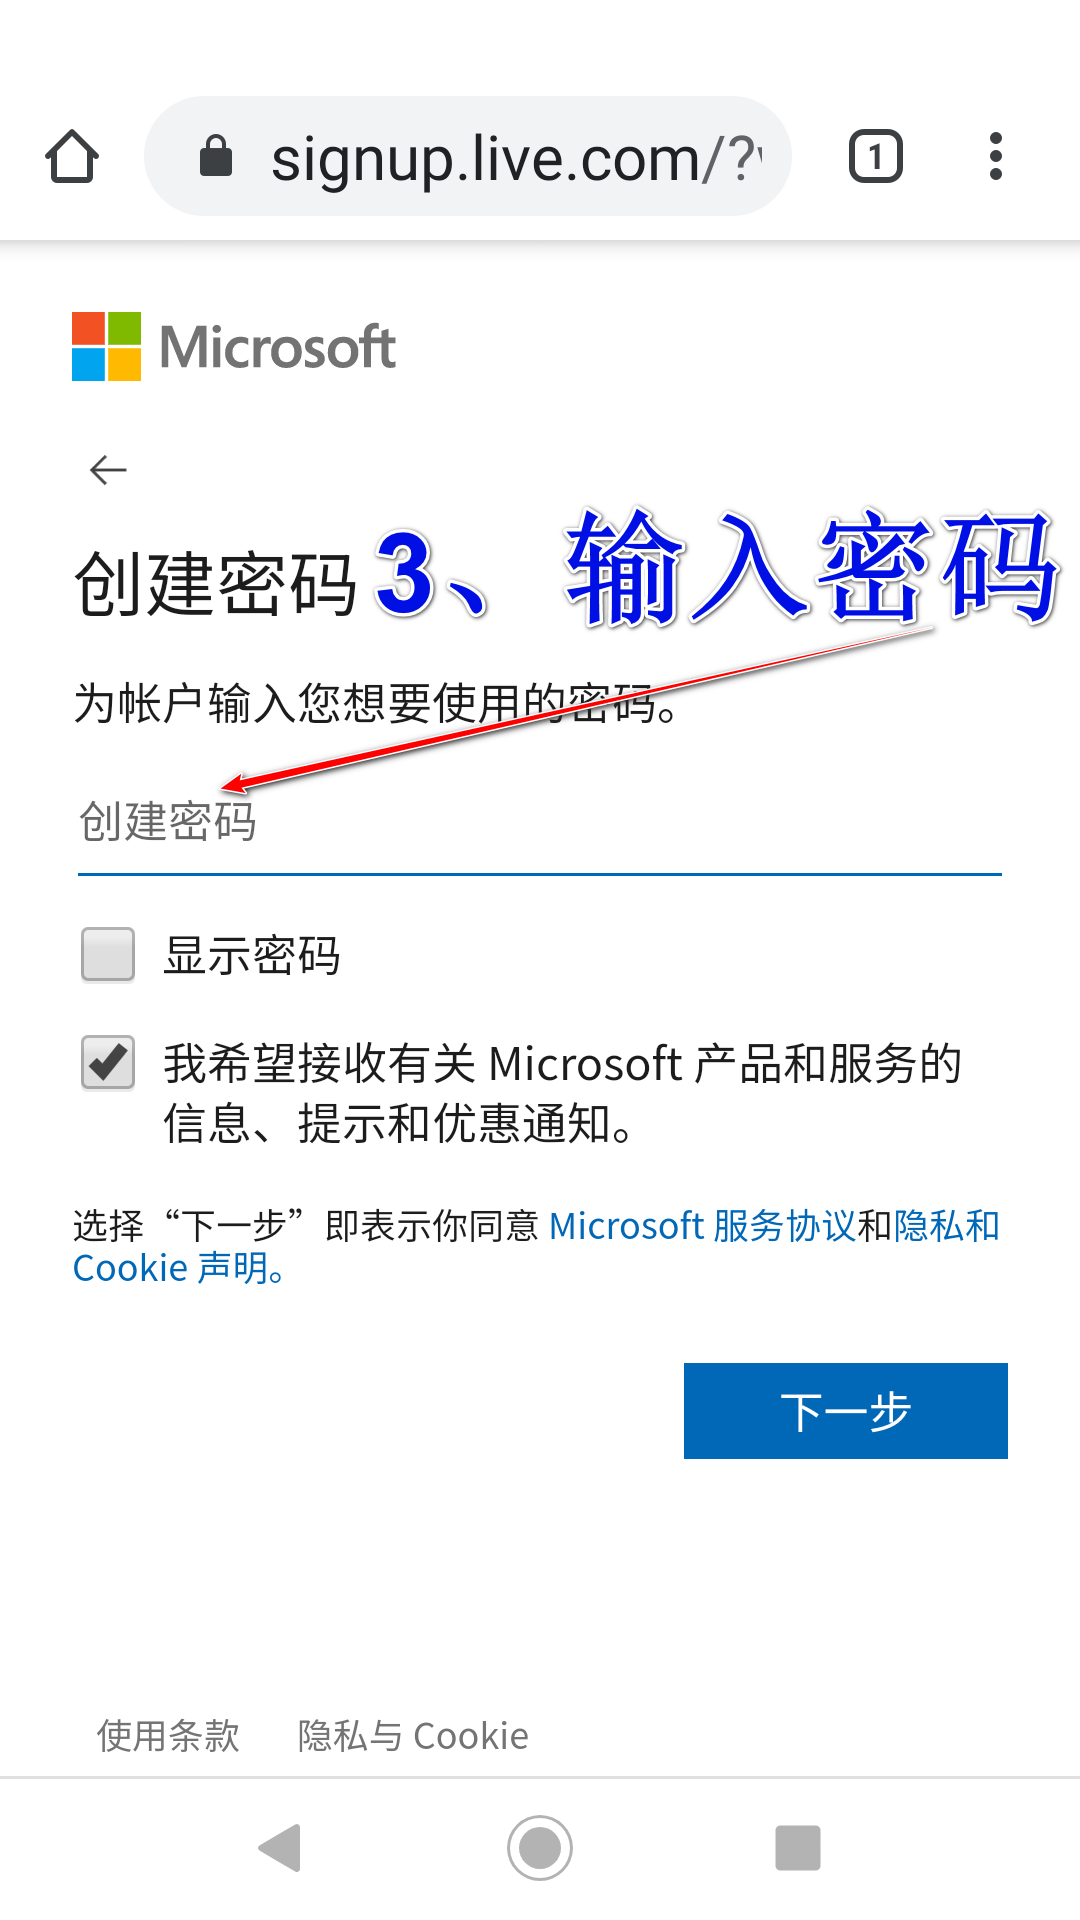 signup.live.com/?
1
Microsoft
创建密码
3、输入密码
为帐户输入您想要使用的密码。
创建密码
显示密码
我希望接收有关 Microsoft 产品和服务的
信息、提示和优惠通知。
选择“下一步”即表示你同意 Microsoft 服务协议和隐私和
Cookie 声明。
下一步
使用条款 隐私与 Cookie